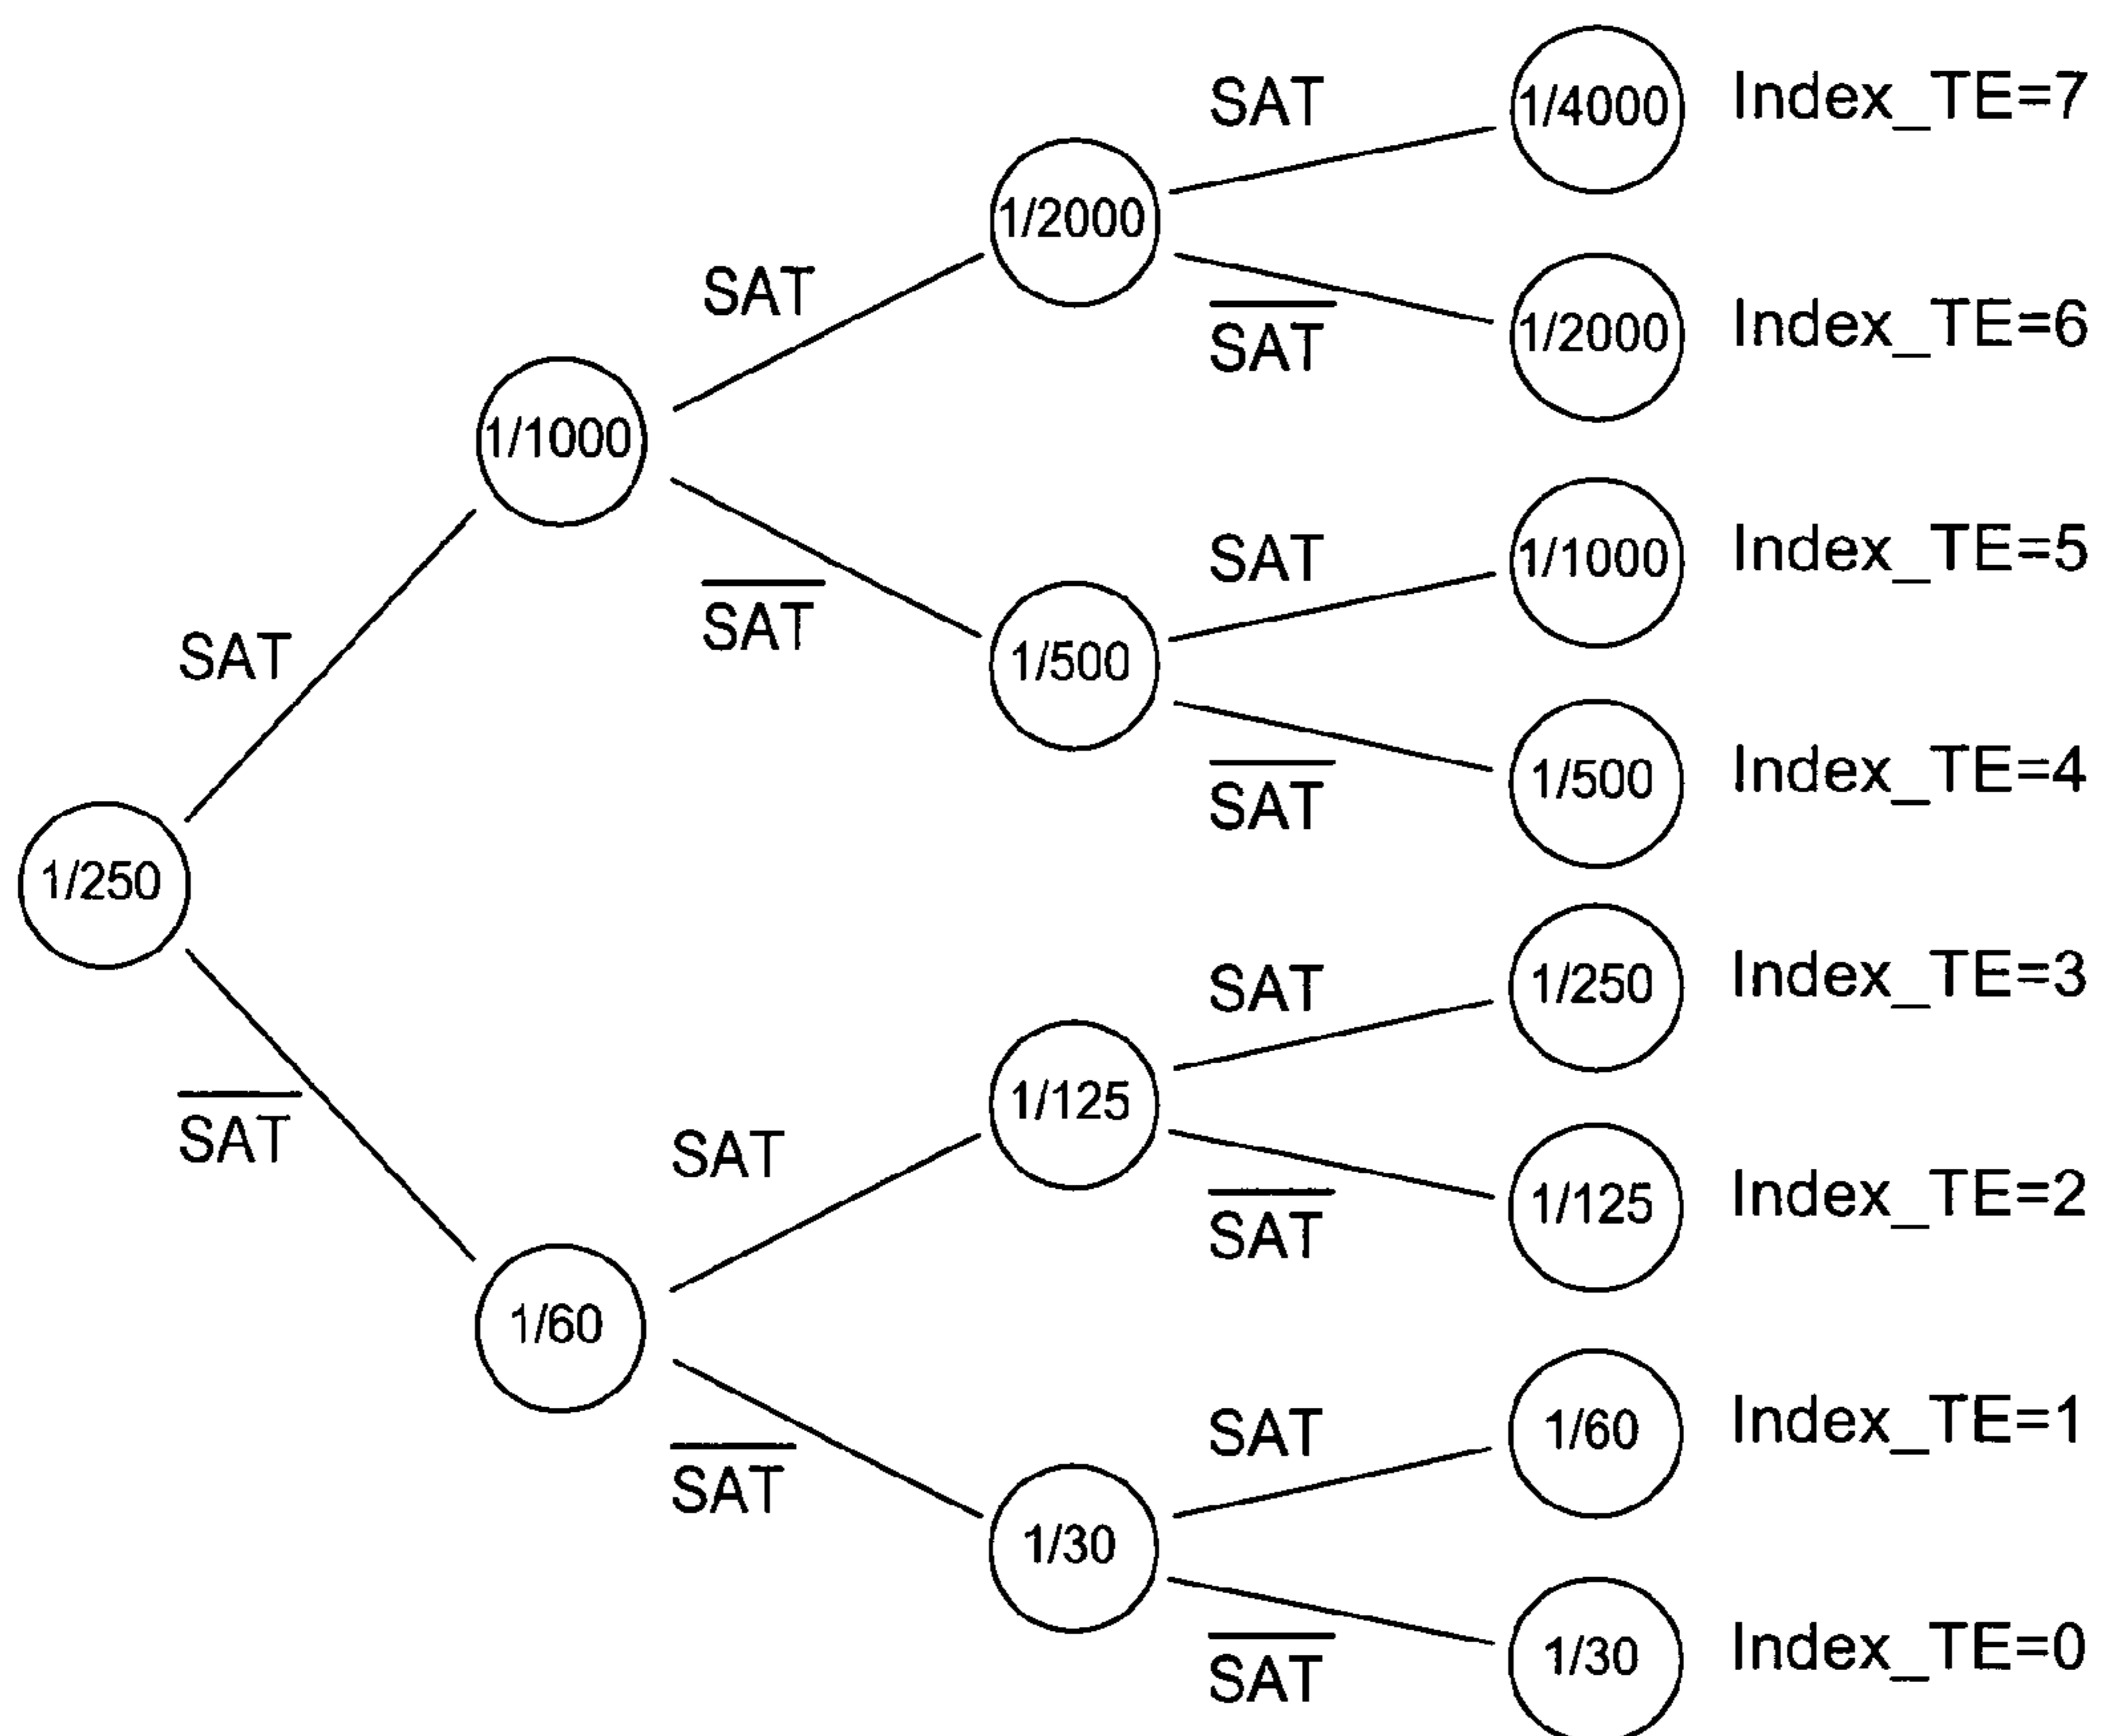 SAT
1/4000
Index_TE=7
1/2000
SAT
SAT̅
1/2000
Index_TE=6
1/1000
SAT
1/1000
Index_TE=5
SAT̅
1/500
SAT
SAT̅
1/500
Index_TE=4
1/250
SAT
1/250
Index_TE=3
SAT̅
SAT
1/125
SAT̅
1/125
Index_TE=2
1/60
SAT
1/60
Index_TE=1
SAT̅
1/30
SAT̅
1/30
Index_TE=0